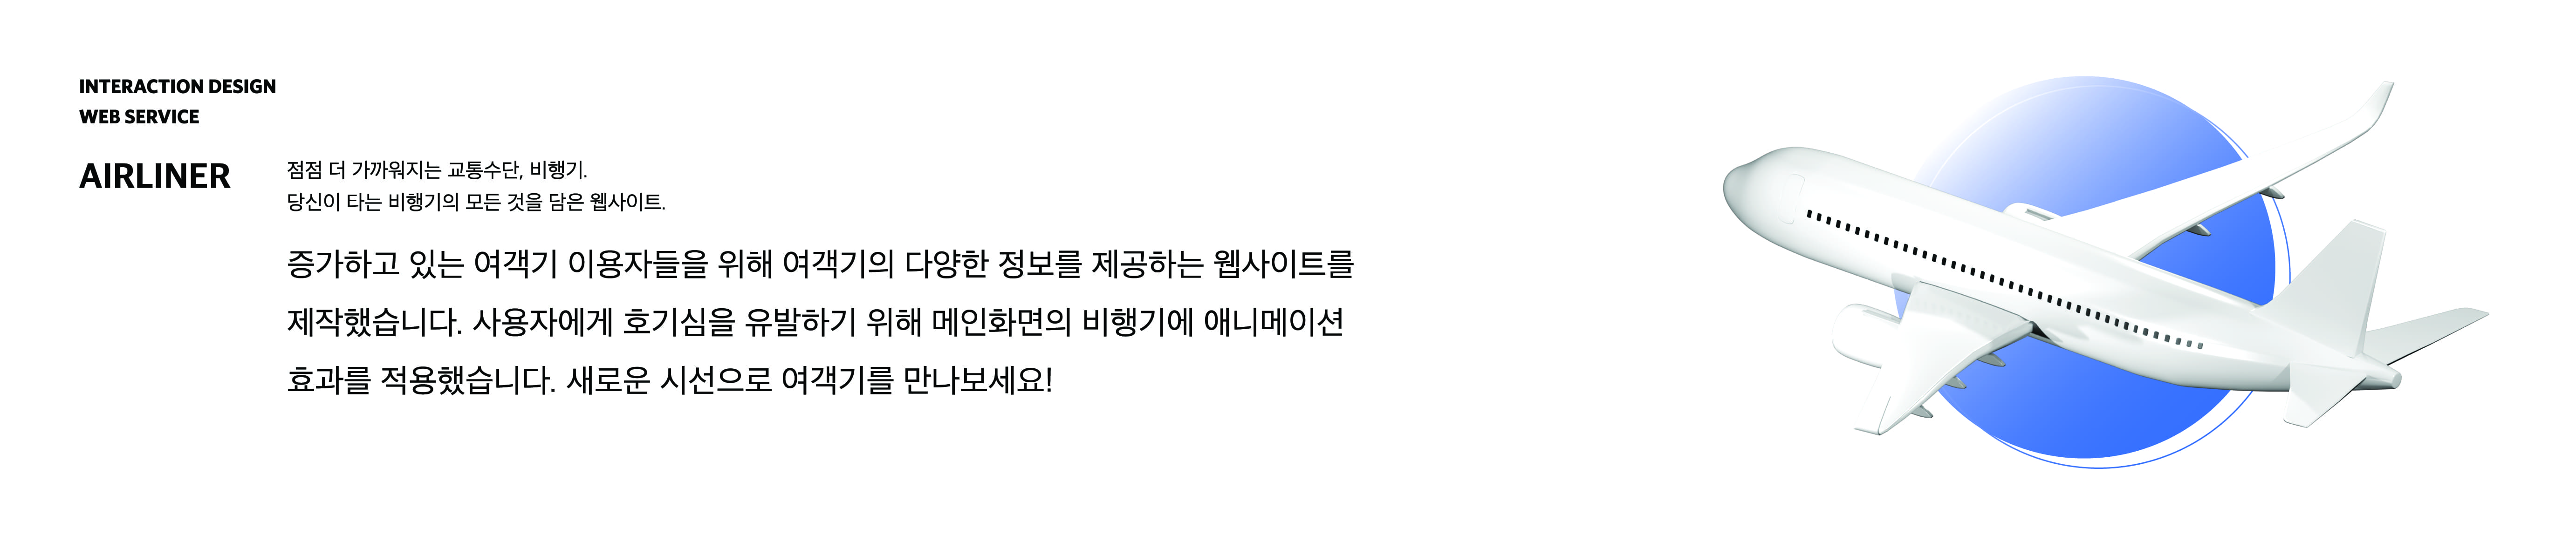 INTERACTION DESIGN
WEB SERVICE
AIRLINER
점점 더 가까워지는 교통수단, 비행기.
당신이 타는 비행기의 모든 것을 담은 웹사이트.
증가하고 있는 여객기 이용자들을 위해 여객기의 다양한 정보를 제공하는 웹사이트를
제작했습니다. 사용자에게 호기심을 유발하기 위해 메인화면의 비행기에 애니메이션
효과를 적용했습니다. 새로운 시선으로 여객기를 만나보세요!